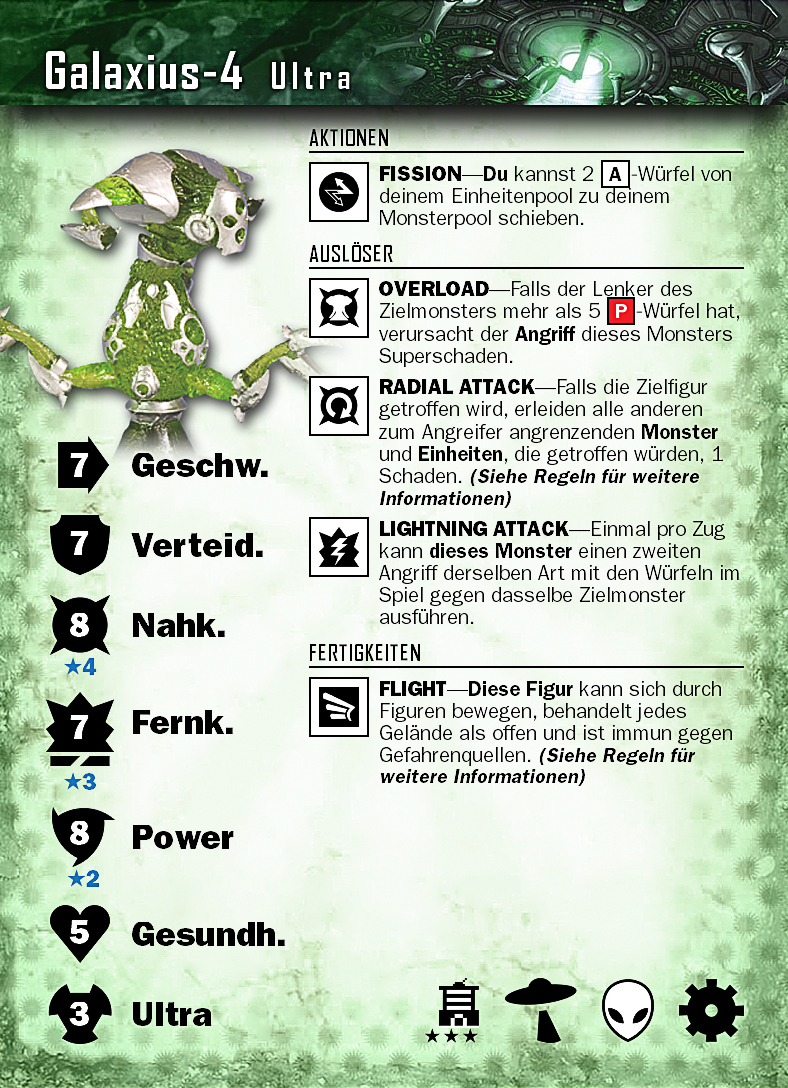 Galaxius-4 Ultra
AKTIONEN
FISSION—Du kannst 2 A-Würfel von
deinem Einheitenpool zu deinem
Monsterpool schieben.
AUSLÖSER
OVERLOAD—Falls der Lenker des
Zielmonsters mehr als 5 P-Würfel hat,
verursacht der Angriff dieses Monsters
Superschaden.
RADIAL ATTACK—Falls die Zielfigur
getroffen wird, erleiden alle anderen
zum Angreifer angrenzenden Monster
und Einheiten, die getroffen würden, 1
Schaden. (Siehe Regeln für weitere
Informationen)
LIGHTNING ATTACK—Einmal pro Zug
kann dieses Monster einen zweiten
Angriff derselben Art mit den Würfeln im
Spiel gegen dasselbe Zielmonster
ausführen.
FERTIGKEITEN
FLIGHT—Diese Figur kann sich durch
Figuren bewegen, behandelt jedes
Gelände als offen und ist immun gegen
Gefahrenquellen. (Siehe Regeln für
weitere Informationen)
7 Geschw.
7 Verteid.
8 Nahk.
★4
7 Fernk.
★3
8 Power
★2
5 Gesundh.
3 Ultra
★★★